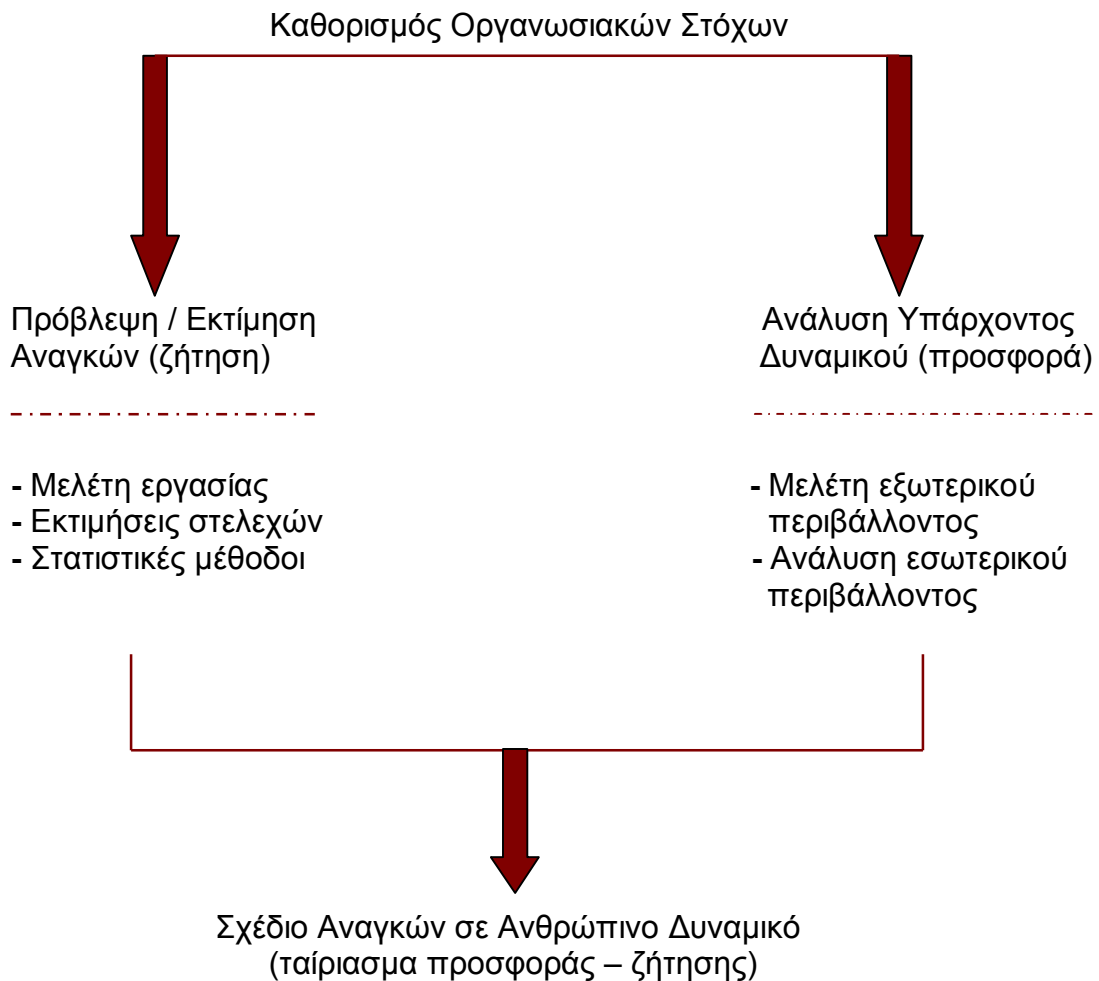 Καθορισμός Οργανωσιακών Στόχων
Πρόβλεψη / Εκτίμηση
Αναγκών (ζήτηση)
- Μελέτη εργασίας
- Εκτιμήσεις στελεχών
- Στατιστικές μέθοδοι
Ανάλυση Υπάρχοντος
Δυναμικού (προσφορά)
- Μελέτη εξωτερικού
περιβάλλοντος
- Ανάλυση εσωτερικού
περιβάλλοντος
Σχέδιο Αναγκών σε Ανθρώπινο Δυναμικό
(ταίριασμα προσφοράς – ζήτησης)